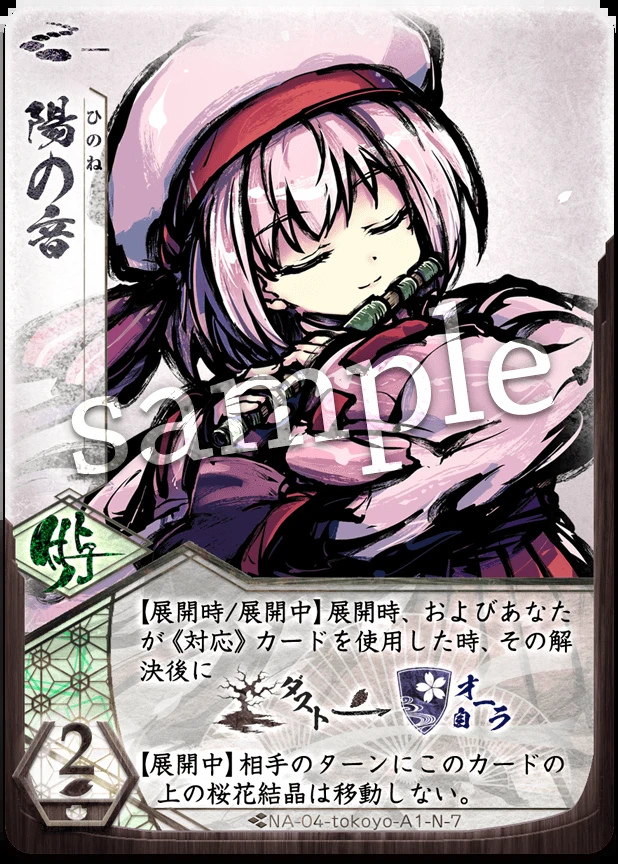 陽の音
ひのね
sample
付与
【展開時/展開中】展開時、およびあなた
が《対応》カードを使用した時、その解
決後に
ダスト
自オーラ
2
【展開中】相手のターンにこのカードの
上の桜花結晶は移動しない。
NA-04-tokoyo-A1-N-7